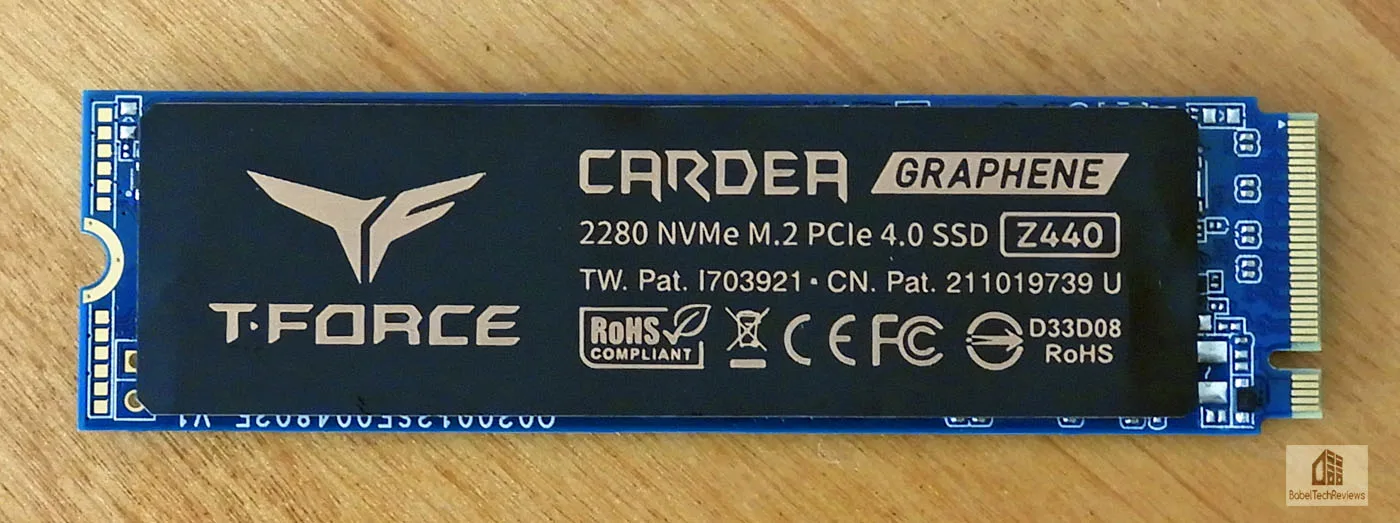 CARDEA GRAPHENE
2280 NVMe M.2 PCIe 4.0 SSD Z440
TW. Pat. I703921 · CN. Pat. 211019739 U
T·FORCE
RoHS
COMPLIANT
CE FC
D33D08
RoHS
V1
BabelTechReviews